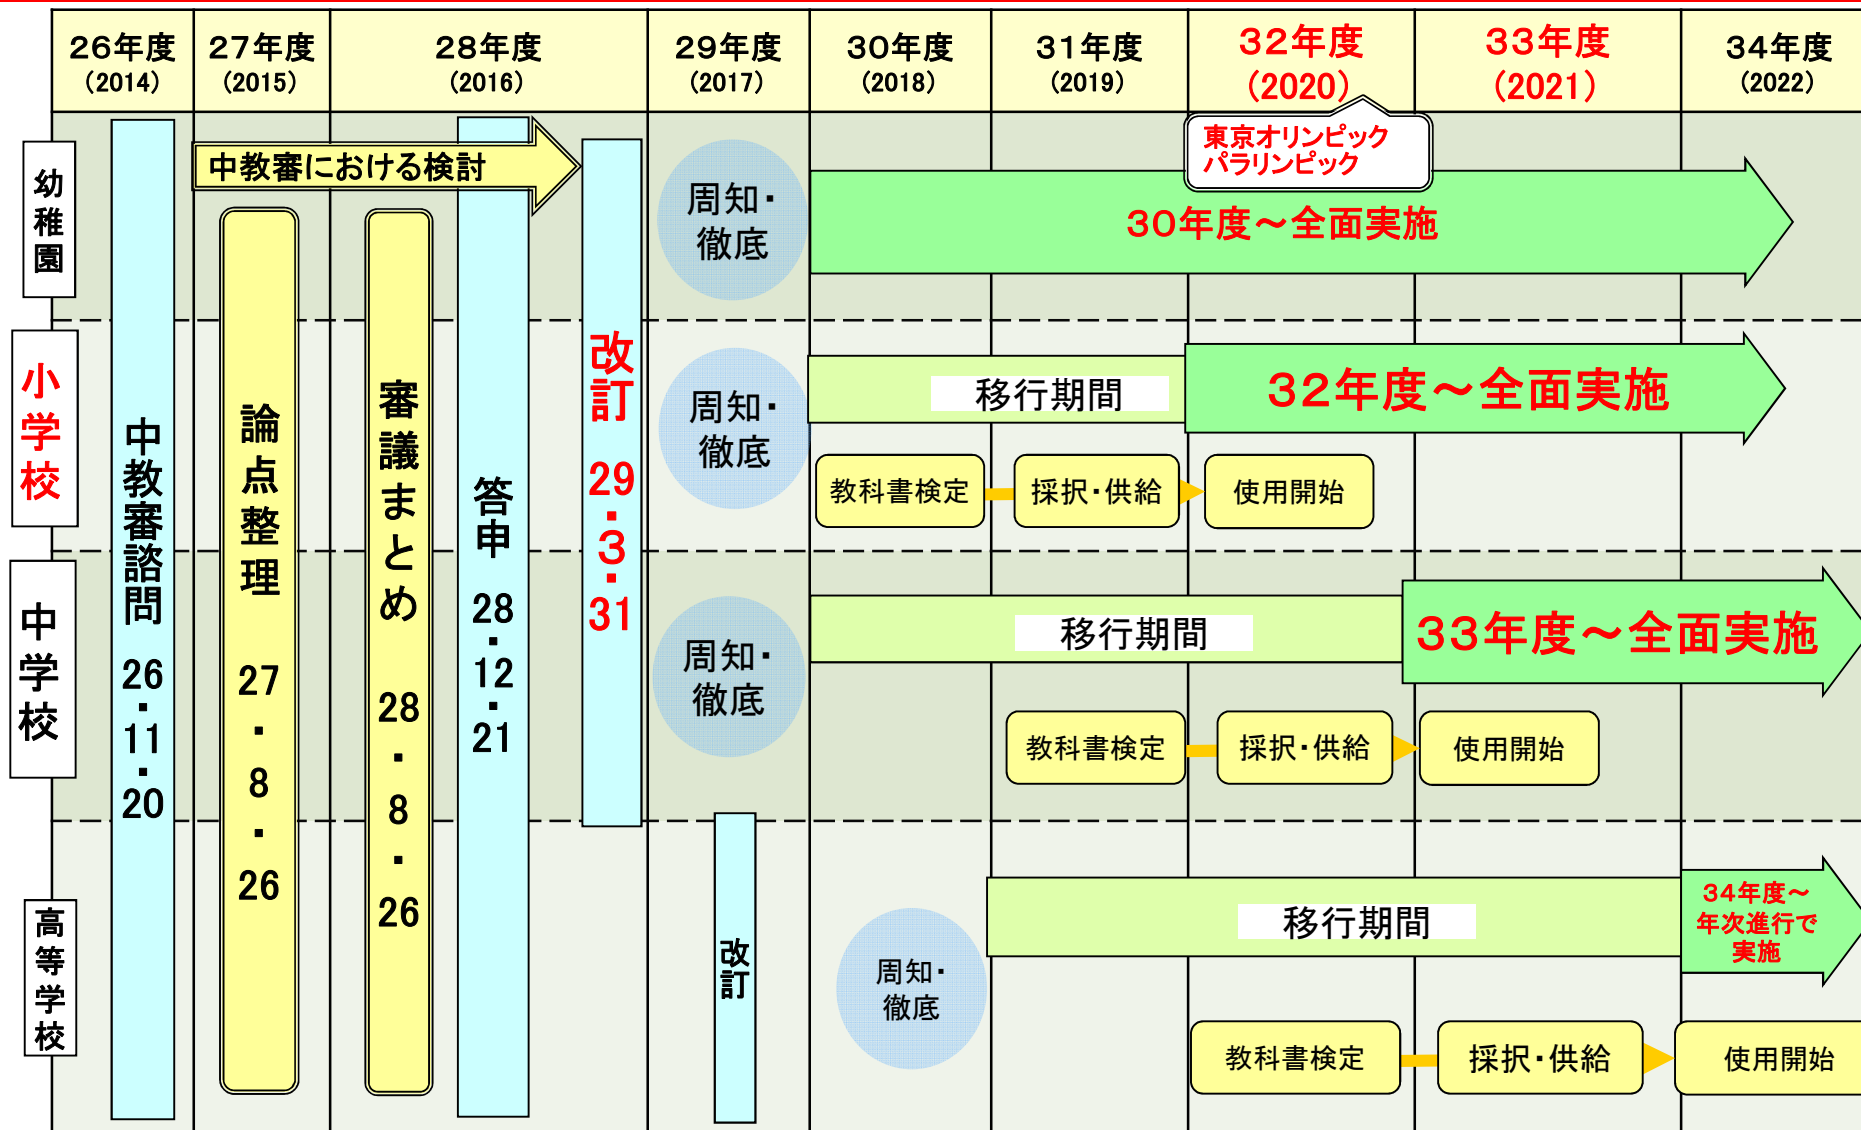 26年度
(2014)
27年度
(2015)
28年度
(2016)
29年度
(2017)
30年度
(2018)
31年度
(2019)
32年度
(2020)
33年度
(2021)
34年度
(2022)
東京オリンピック
パラリンピック
中教審における検討
中教審諮問 26・11・20
論点整理 27・8・26
審議まとめ 28・8・26
答申 28・12・21
改訂 29・3・31
幼稚園
周知・
徹底
30年度～全面実施
小学校
周知・
徹底
移行期間
32年度～全面実施
教科書検定
採択・供給
使用開始
中学校
周知・
徹底
移行期間
33年度～全面実施
教科書検定
採択・供給
使用開始
高等学校
改訂
周知・
徹底
移行期間
34年度～
年次進行で
実施
教科書検定
採択・供給
使用開始